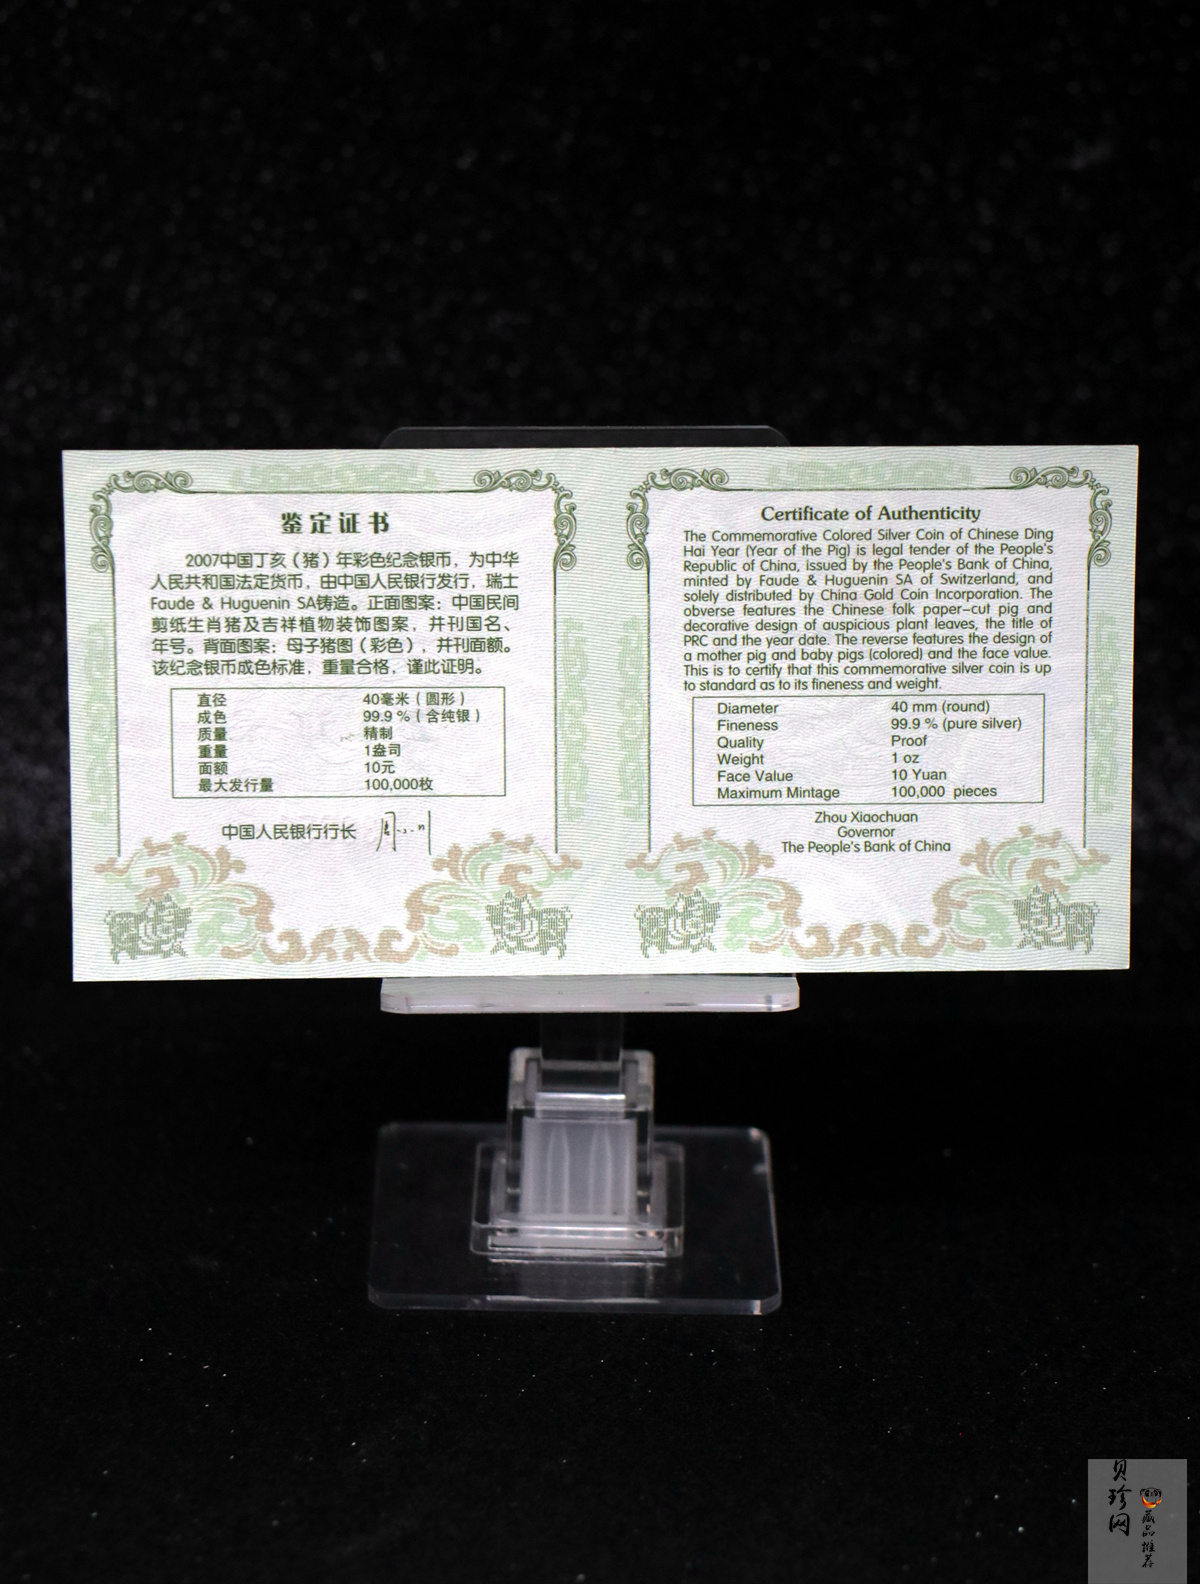 鉴定证书
2007中国丁亥（猪）年彩色纪念银币，为中华
人民共和国法定货币，由中国人民银行发行，瑞士
Faude & Huguenin SA铸造。正面图案：中国民间
剪纸生肖猪及吉祥植物装饰图案，并刊国名、
年号。背面图案：母子猪图（彩色），并刊面额。
该纪念银币成色标准，重量合格，谨此证明。
直径 40毫米（圆形）
成色 99.9％（含纯银）
质量 精制
重量 1盎司
面额 10元
最大发行量 100,000枚
中国人民银行行长
Certificate of Authenticity
The Commemorative Colored Silver Coin of Chinese Ding
Hai Year (Year of the Pig) is legal tender of the People's
Republic of China, issued by the People's Bank of China,
minted by Faude & Huguenin SA of Switzerland, and
solely distributed by China Gold Coin Incorporation. The
obverse features the Chinese folk paper-cut pig and
decorative design of auspicious plant leaves, the title of
PRC and the year date. The reverse features the design of
a mother pig and baby pigs (colored) and the face value.
This is to certify that this commemorative silver coin is up
to standard as to its fineness and weight.
Diameter 40 mm (round)
Fineness 99.9 % (pure silver)
Quality Proof
Weight 1 oz
Face Value 10 Yuan
Maximum Mintage 100,000 pieces
Zhou Xiaochuan
Governor
The People's Bank of China
贝珍网
藏品推荐